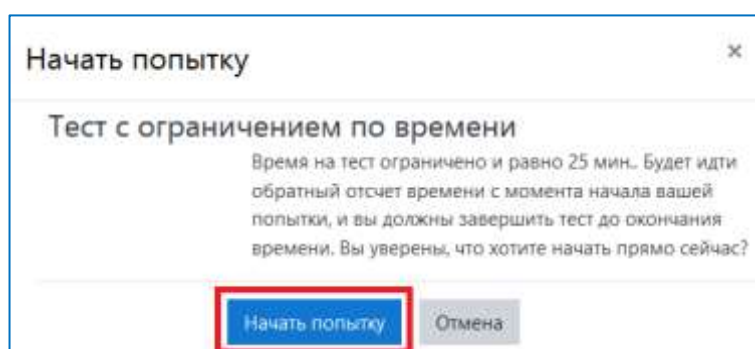 Начать попытку ×
Тест с ограничением по времени
Время на тест ограничено и равно 25 мин.. Будет идти
обратный отсчет времени с момента начала вашей
попытки, и вы должны завершить тест до окончания
времени. Вы уверены, что хотите начать прямо сейчас?
Начать попытку Отмена